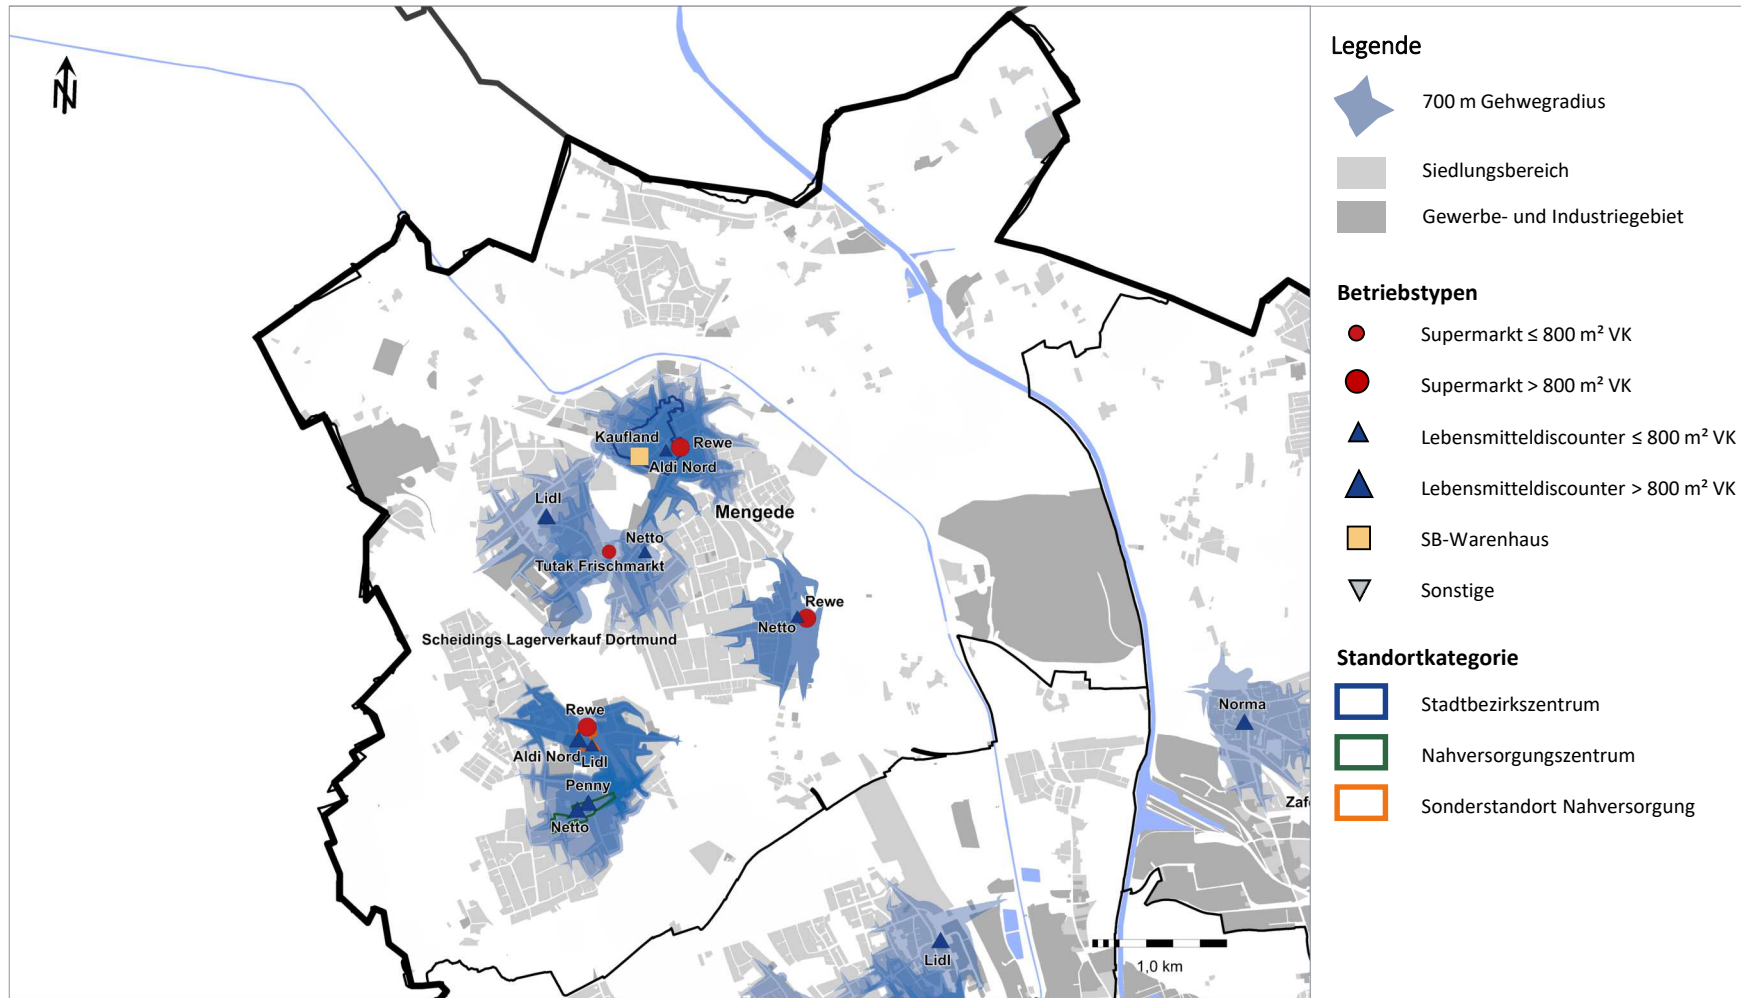 N
Kaufland
Rewe
Aldi Nord
Lidl
Mengede
Netto
Tutak Frischmarkt
Rewe
Netto
Scheidings Lagerverkauf Dortmund
Rewe
Aldi Nord
Lidl
Penny
Netto
Norma
Zaf
Lidl
1,0 km
Legende
700 m Gehwegradius
Siedlungsbereich
Gewerbe- und Industriegebiet
Betriebstypen
Supermarkt ≤ 800 m² VK
Supermarkt > 800 m² VK
Lebensmitteldiscounter ≤ 800 m² VK
Lebensmitteldiscounter > 800 m² VK
SB-Warenhaus
Sonstige
Standortkategorie
Stadtbezirkszentrum
Nahversorgungszentrum
Sonderstandort Nahversorgung